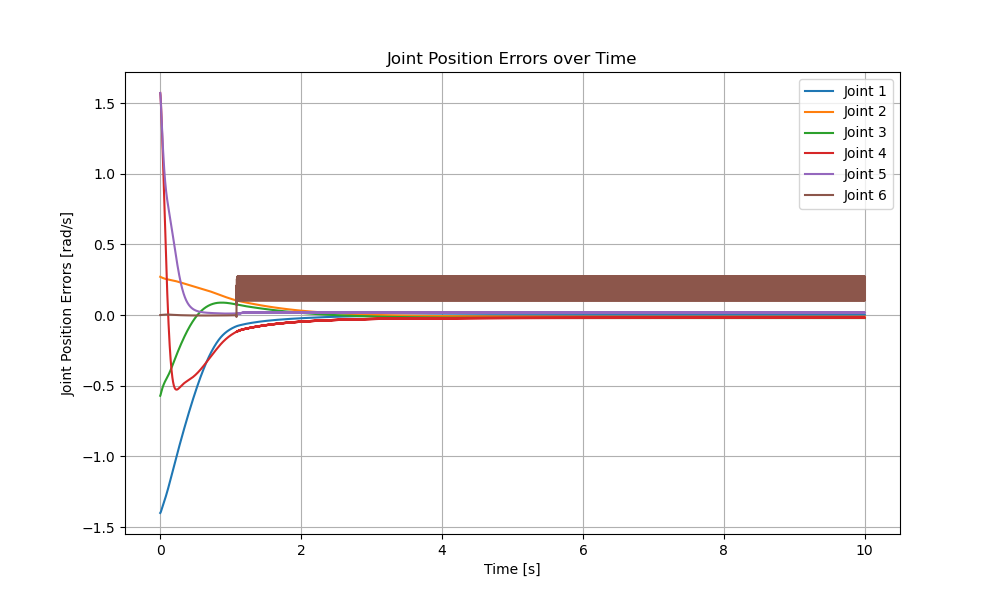 Joint Position Errors over Time
Joint Position Errors [rad/s]
1.5
1.0
0.5
0.0
−0.5
−1.0
−1.5
0
2
4
6
8
10
Time [s]
Joint 1
Joint 2
Joint 3
Joint 4
Joint 5
Joint 6